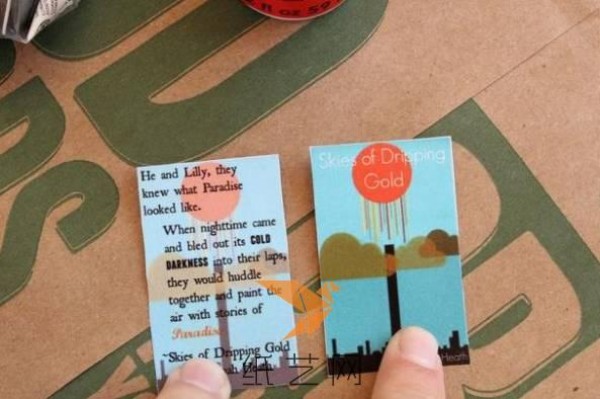 He and Lilly, they
knew what Paradise
looked like.
When nighttime came
and bled out its COLD
DARKNESS into their laps,
they would huddle
together and paint the
air with stories of
Paradise
~Skies of Dripping Gold
Skies of Dripping
Gold
Heath
纸艺网